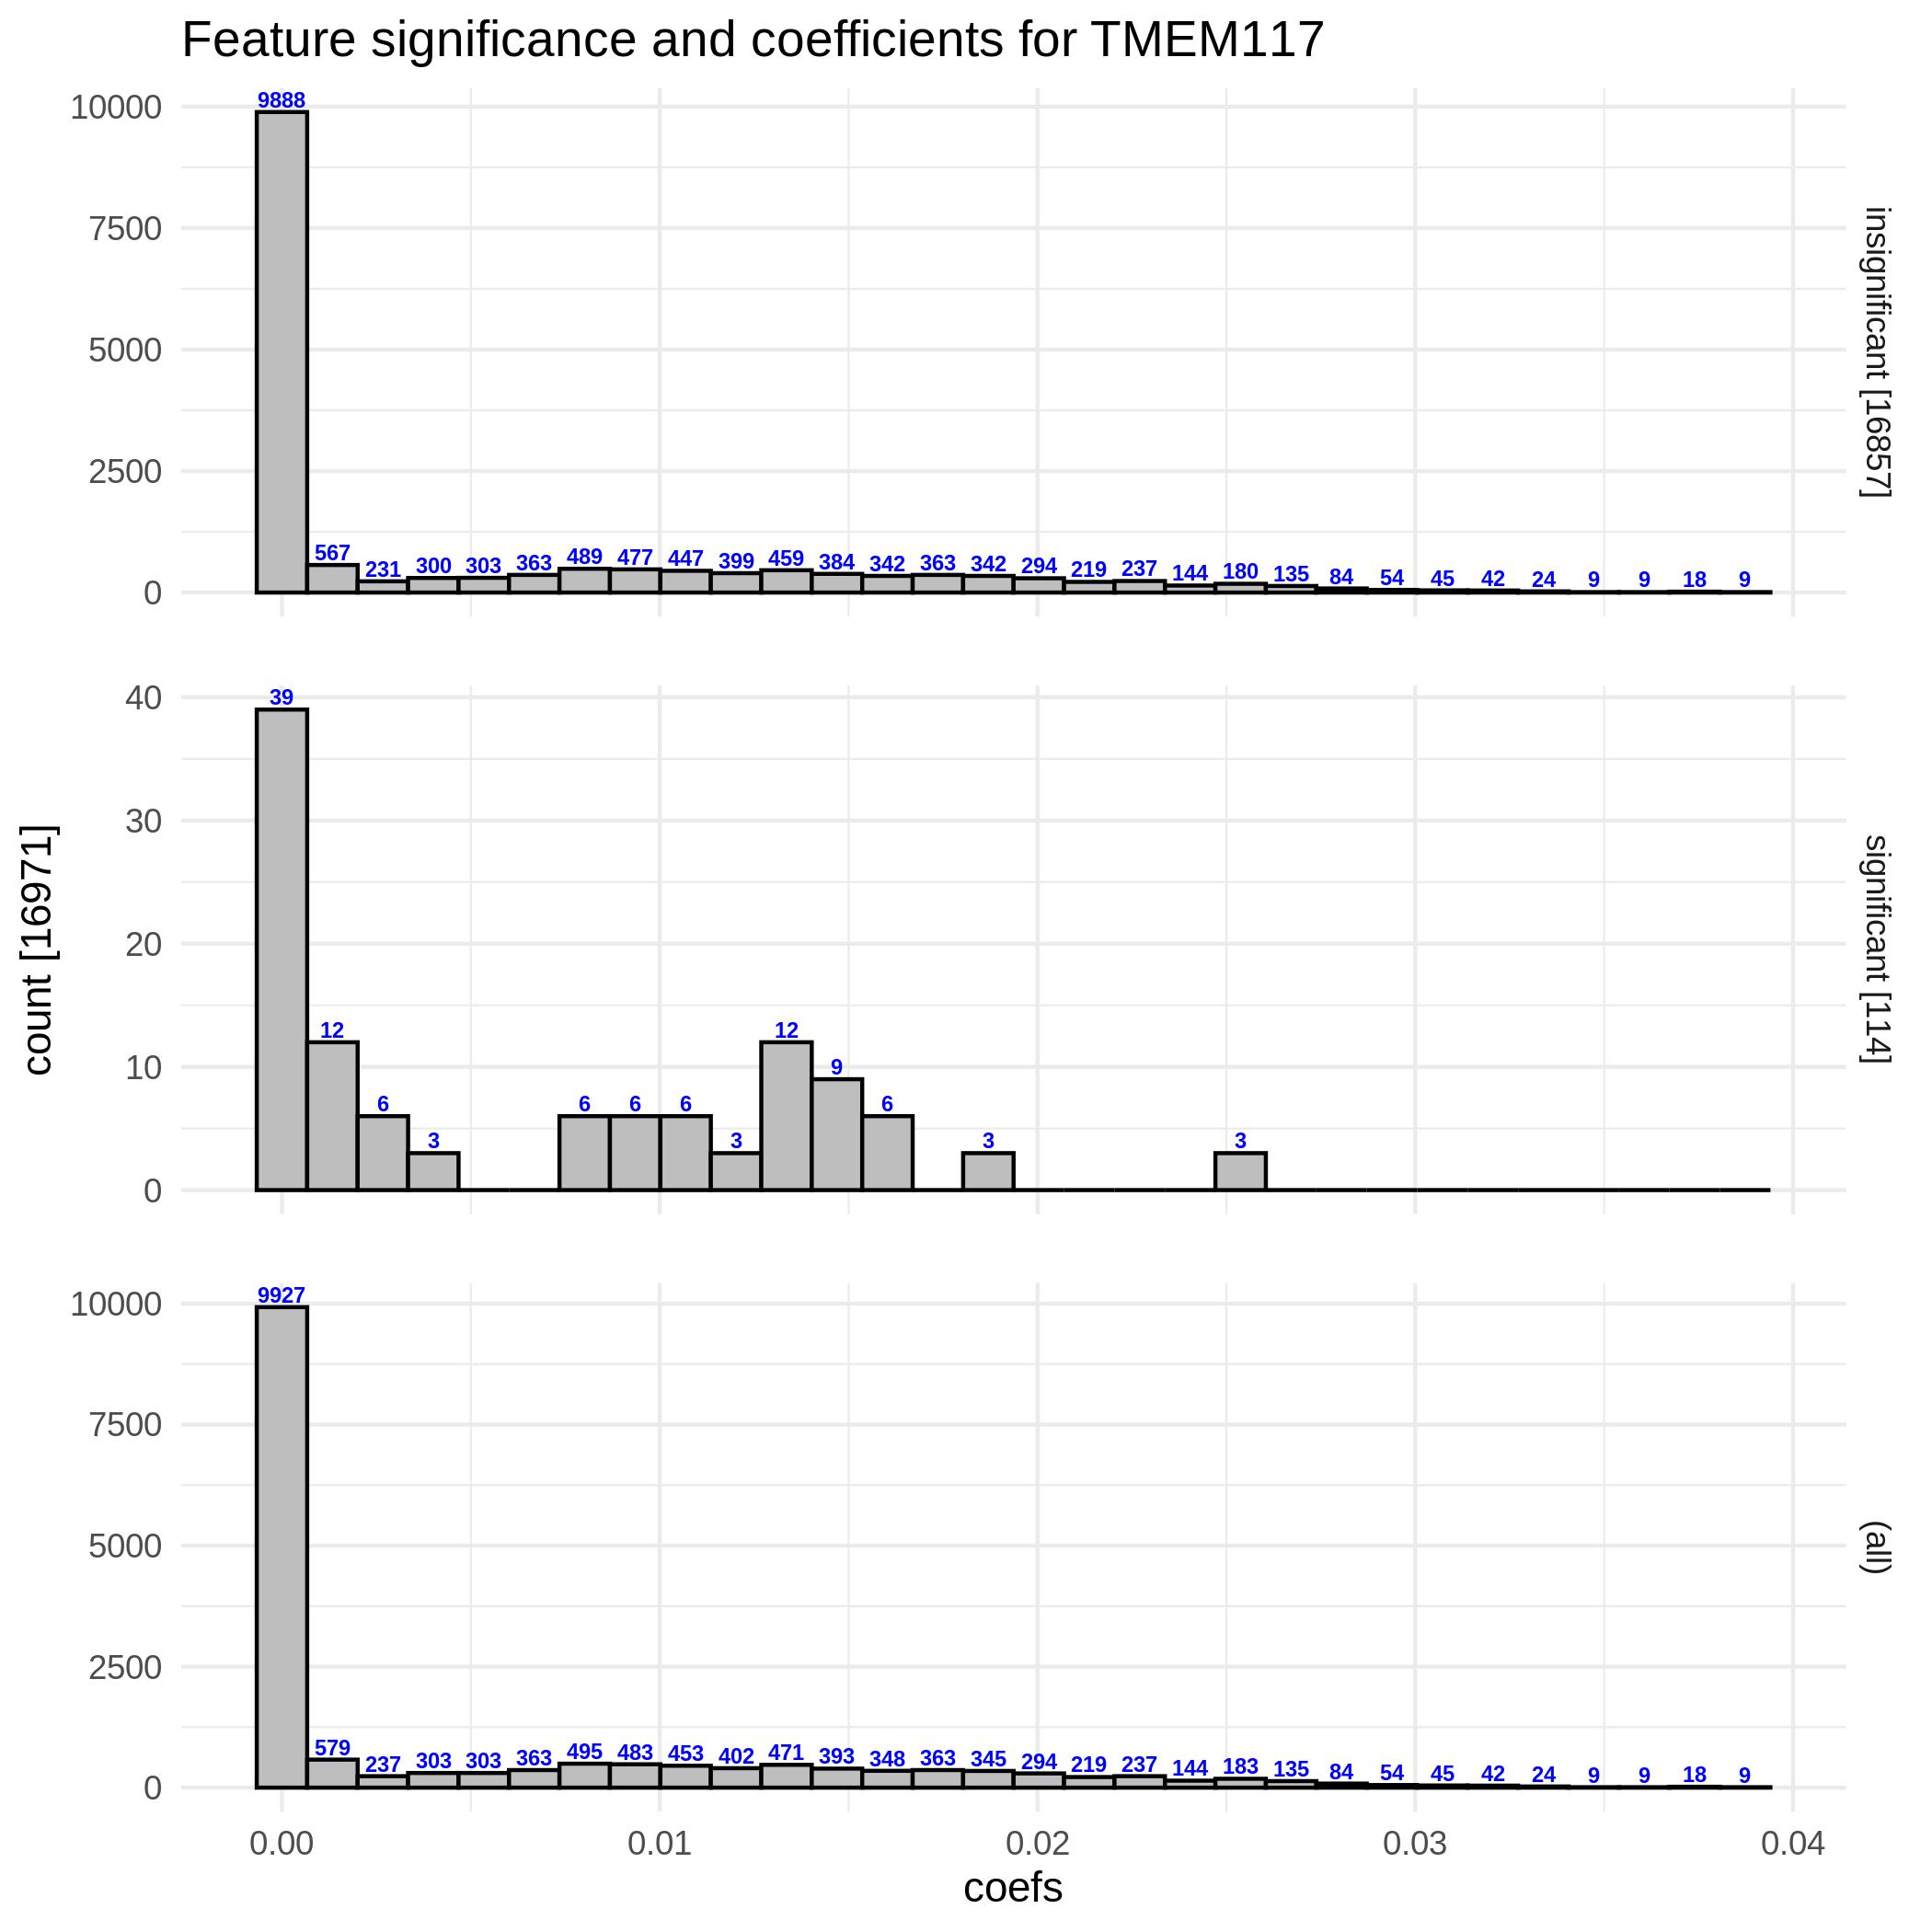 Feature significance and coefficients for TMEM117
10000
7500
5000
2500
0
9888
567 231 300 303 363 489 477 447 399 459 384 342 363 342 294 219 237 144 180 135 84 54 45 42 24 9 9 18 9
insignificant [16857]
count [16971]
40
30
20
10
0
39
12 6 3 6 6 6 3 12 9 6 3 3
significant [114]
10000
7500
5000
2500
0
9927
579 237 303 303 363 495 483 453 402 471 393 348 363 345 294 219 237 144 183 135 84 54 45 42 24 9 9 18 9
(all)
0.00 0.01 0.02 0.03 0.04
coefs